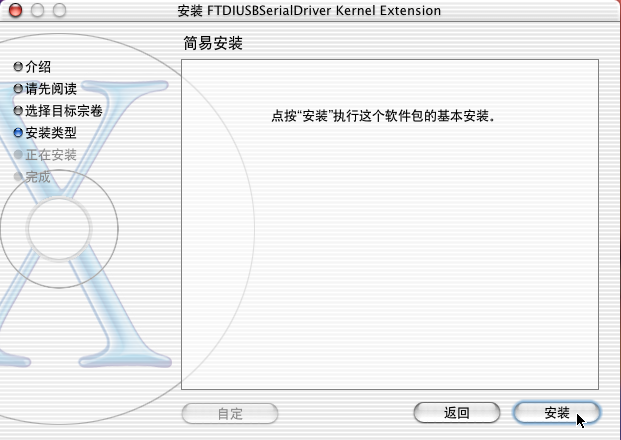 安装 FTDIUSBSerialDriver Kernel Extension
简易安装
介绍
请先阅读
选择目标宗卷
安装类型
正在安装
完成
点按“安装”执行这个软件包的基本安装。
自定
返回
安装